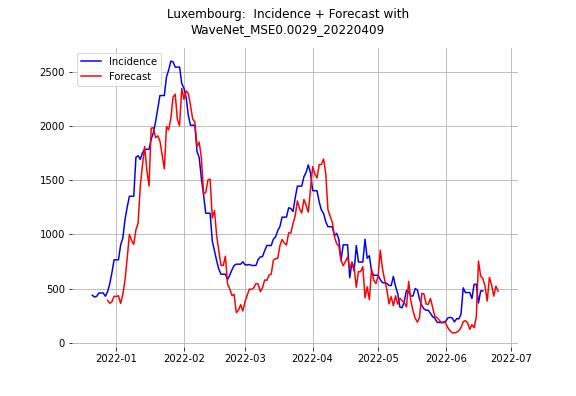 Luxembourg:  Incidence + Forecast with
WaveNet_MSE0.0029_20220409
Incidence
Forecast
2500
2000
1500
1000
500
0
2022-01 2022-02 2022-03 2022-04 2022-05 2022-06 2022-07